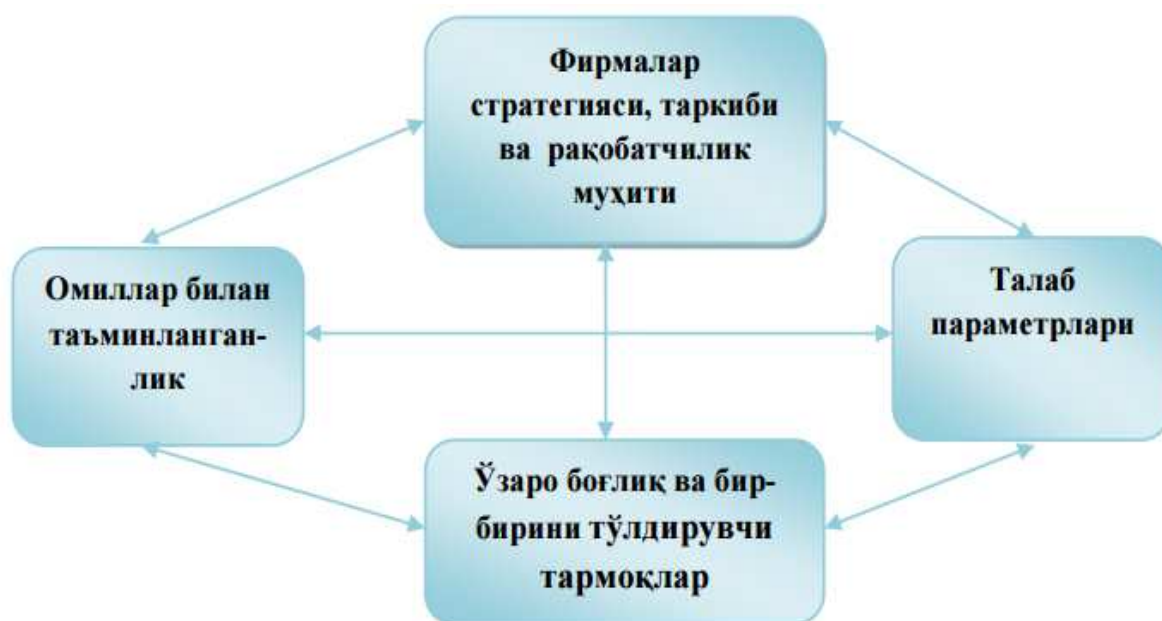 Фирмалар
стратегияси, таркиби
ва рақобатчилик
муҳити
Омиллар билан
таъминланган-
лик
Талаб
параметрлари
Ўзаро боғлиқ ва бир-
бирини тўлдирувчи
тармоқлар